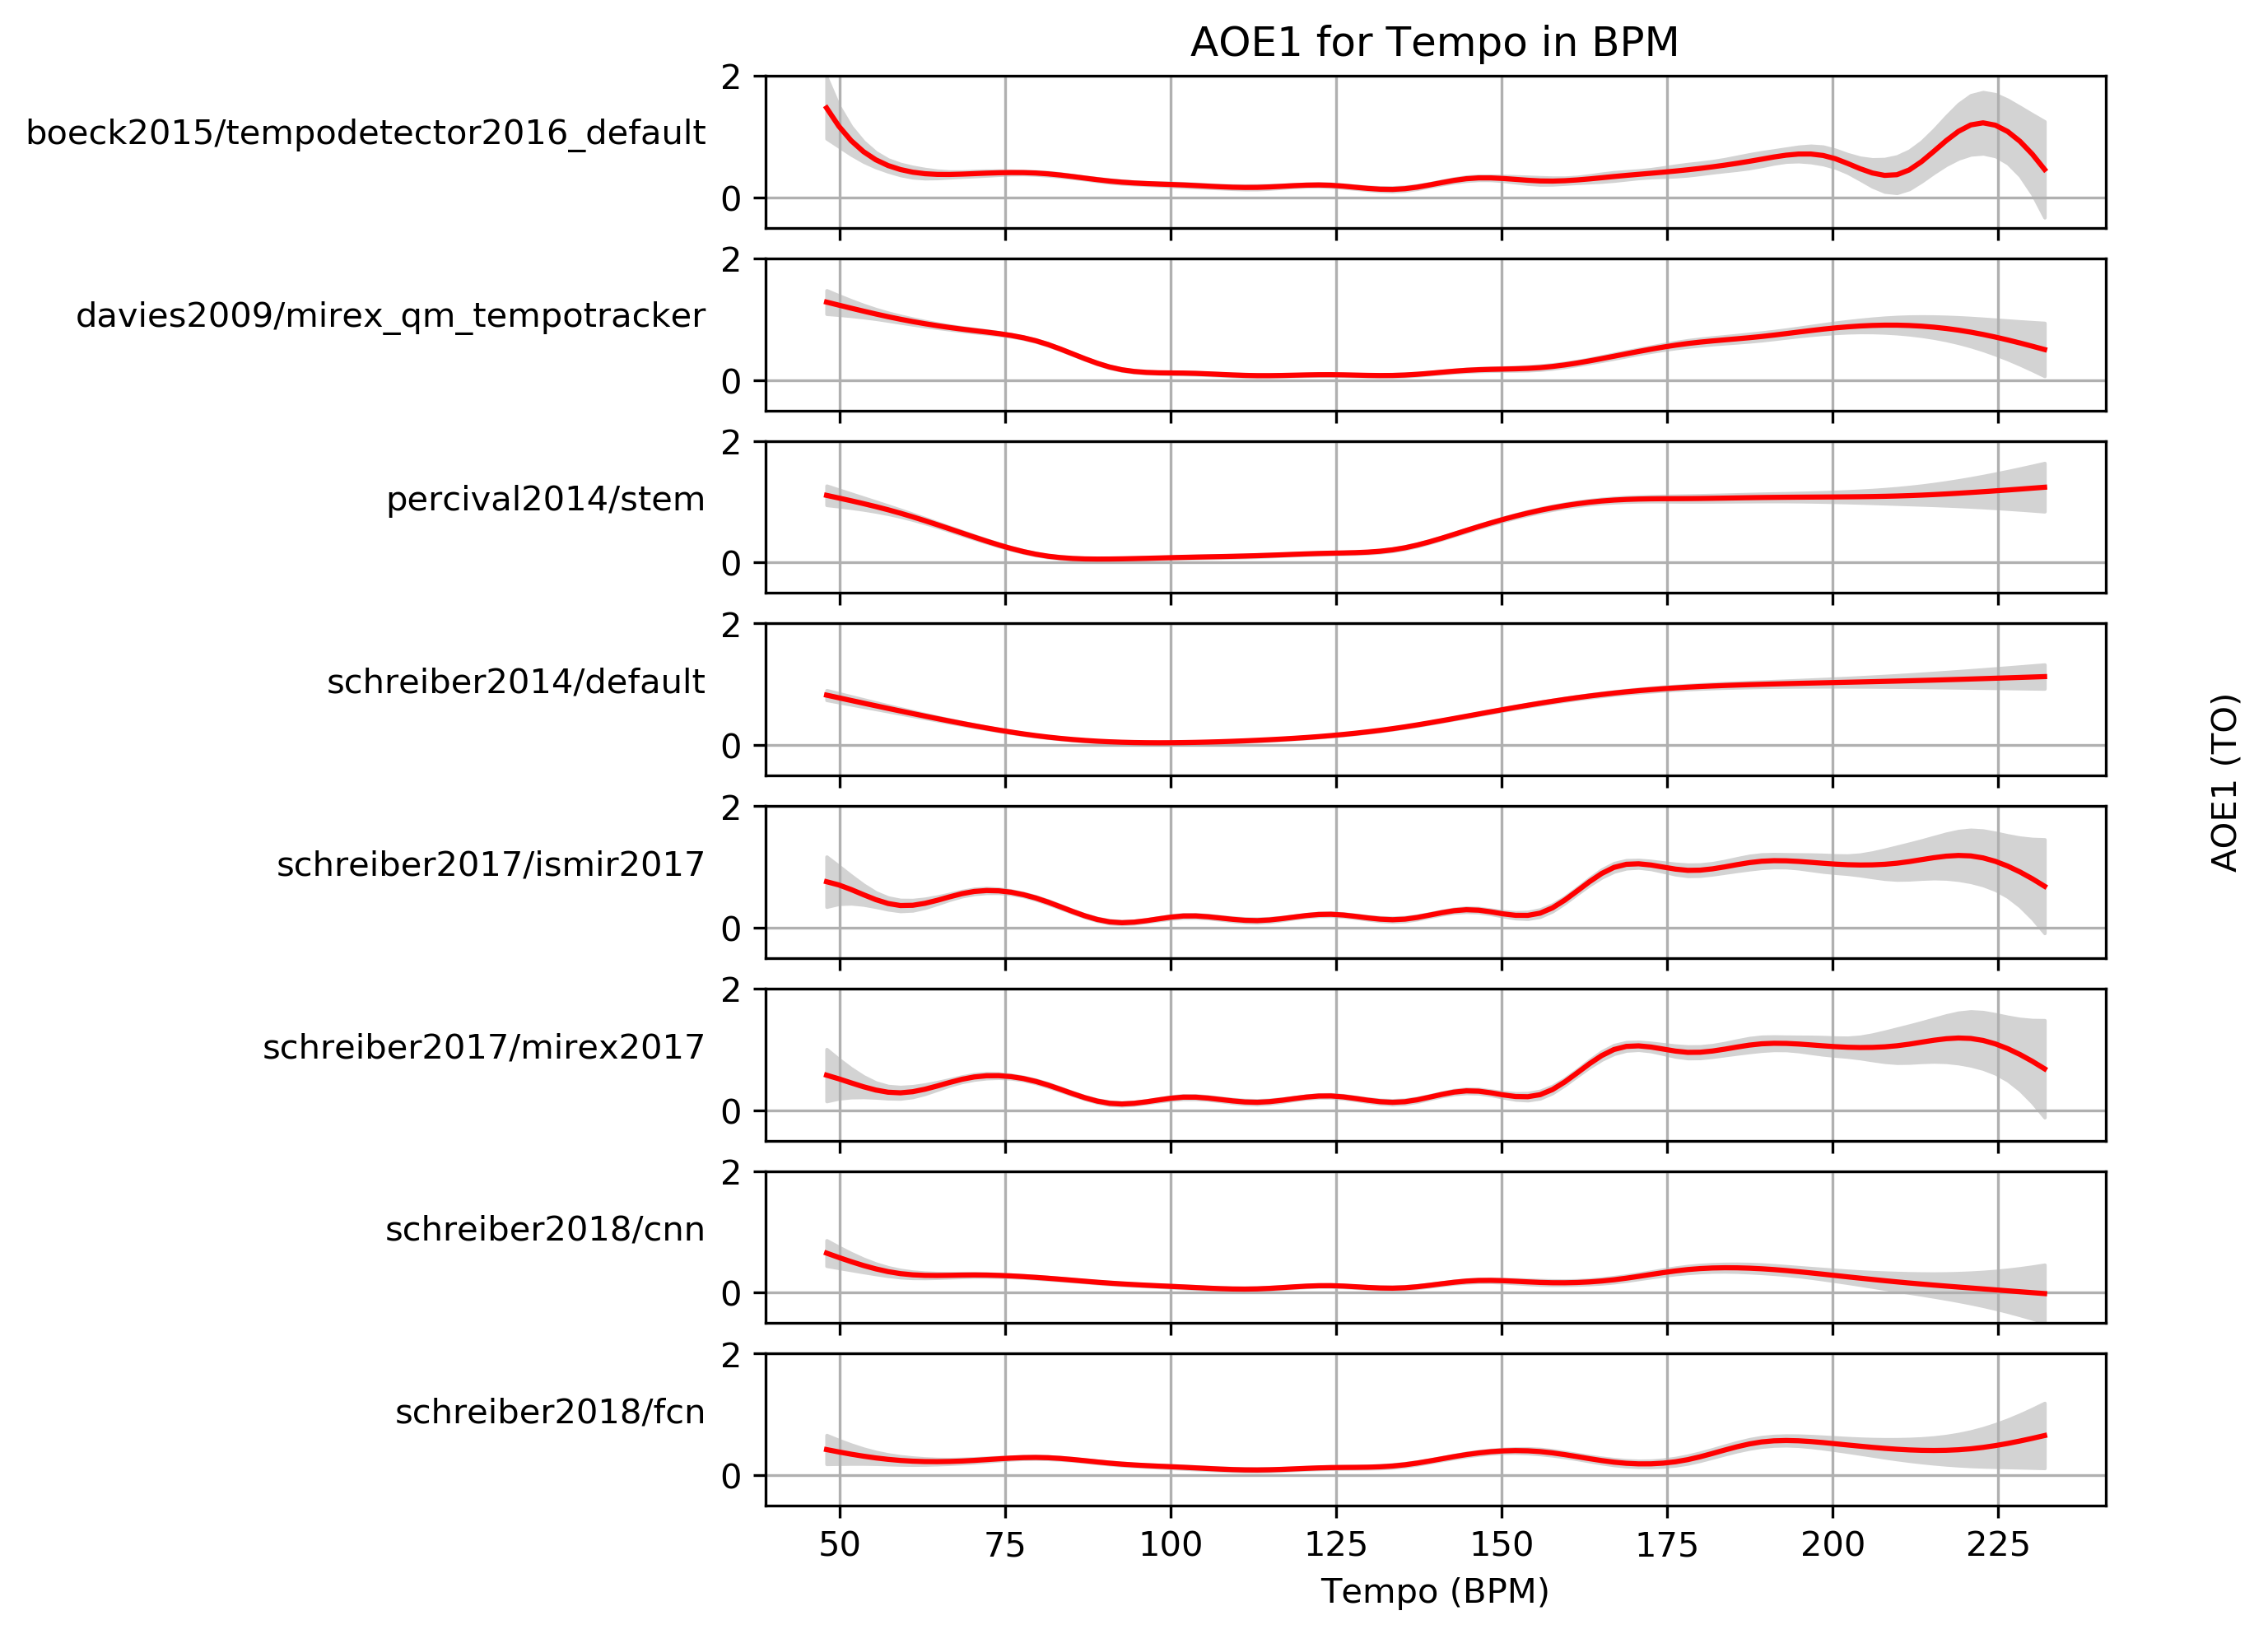 AOE1 for Tempo in BPM
2
0
boeck2015/tempodetector2016_default
2
0
davies2009/mirex_qm_tempotracker
2
0
percival2014/stem
2
0
schreiber2014/default
2
0
schreiber2017/ismir2017
2
0
schreiber2017/mirex2017
2
0
schreiber2018/cnn
2
0
schreiber2018/fcn
50 75 100 125 150 175 200 225
Tempo (BPM)
AOE1 (TO)